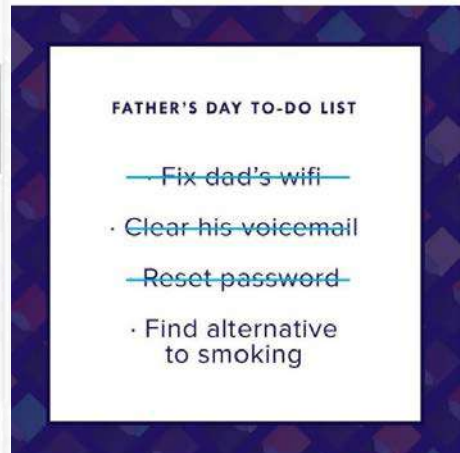 FATHER'S DAY TO-DO LIST
· Fix dad's wifi
· Clear his voicemail
· Reset password
· Find alternative
to smoking